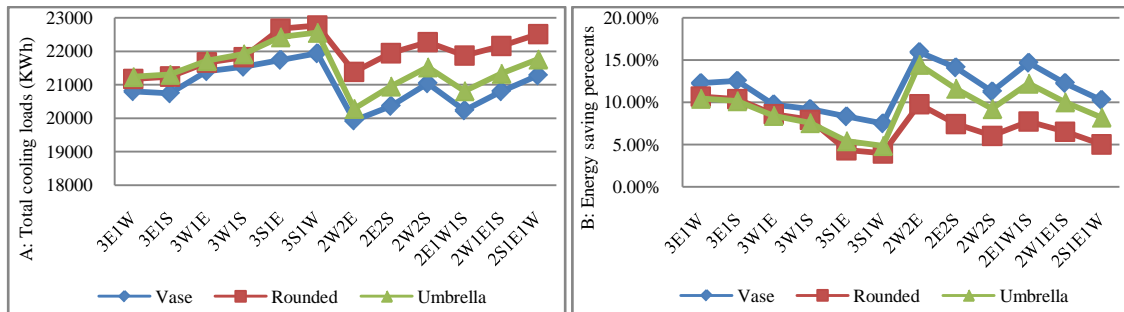 A: Total cooling loads (KWh)
23000
22000
21000
20000
19000
18000
3E1W
3E1S
3W1E
3W1S
3S1E
3S1W
2W2E
2E2S
2W2S
2E1W1S
2W1E1S
2S1E1W
Vase Rounded Umbrella
B: Energy saving perecents
20.00%
15.00%
10.00%
5.00%
0.00%
3E1W
3E1S
3W1E
3W1S
3S1E
3S1W
2W2E
2E2S
2W2S
2E1W1S
2W1E1S
2S1E1W
Vase Rounded Umbrella